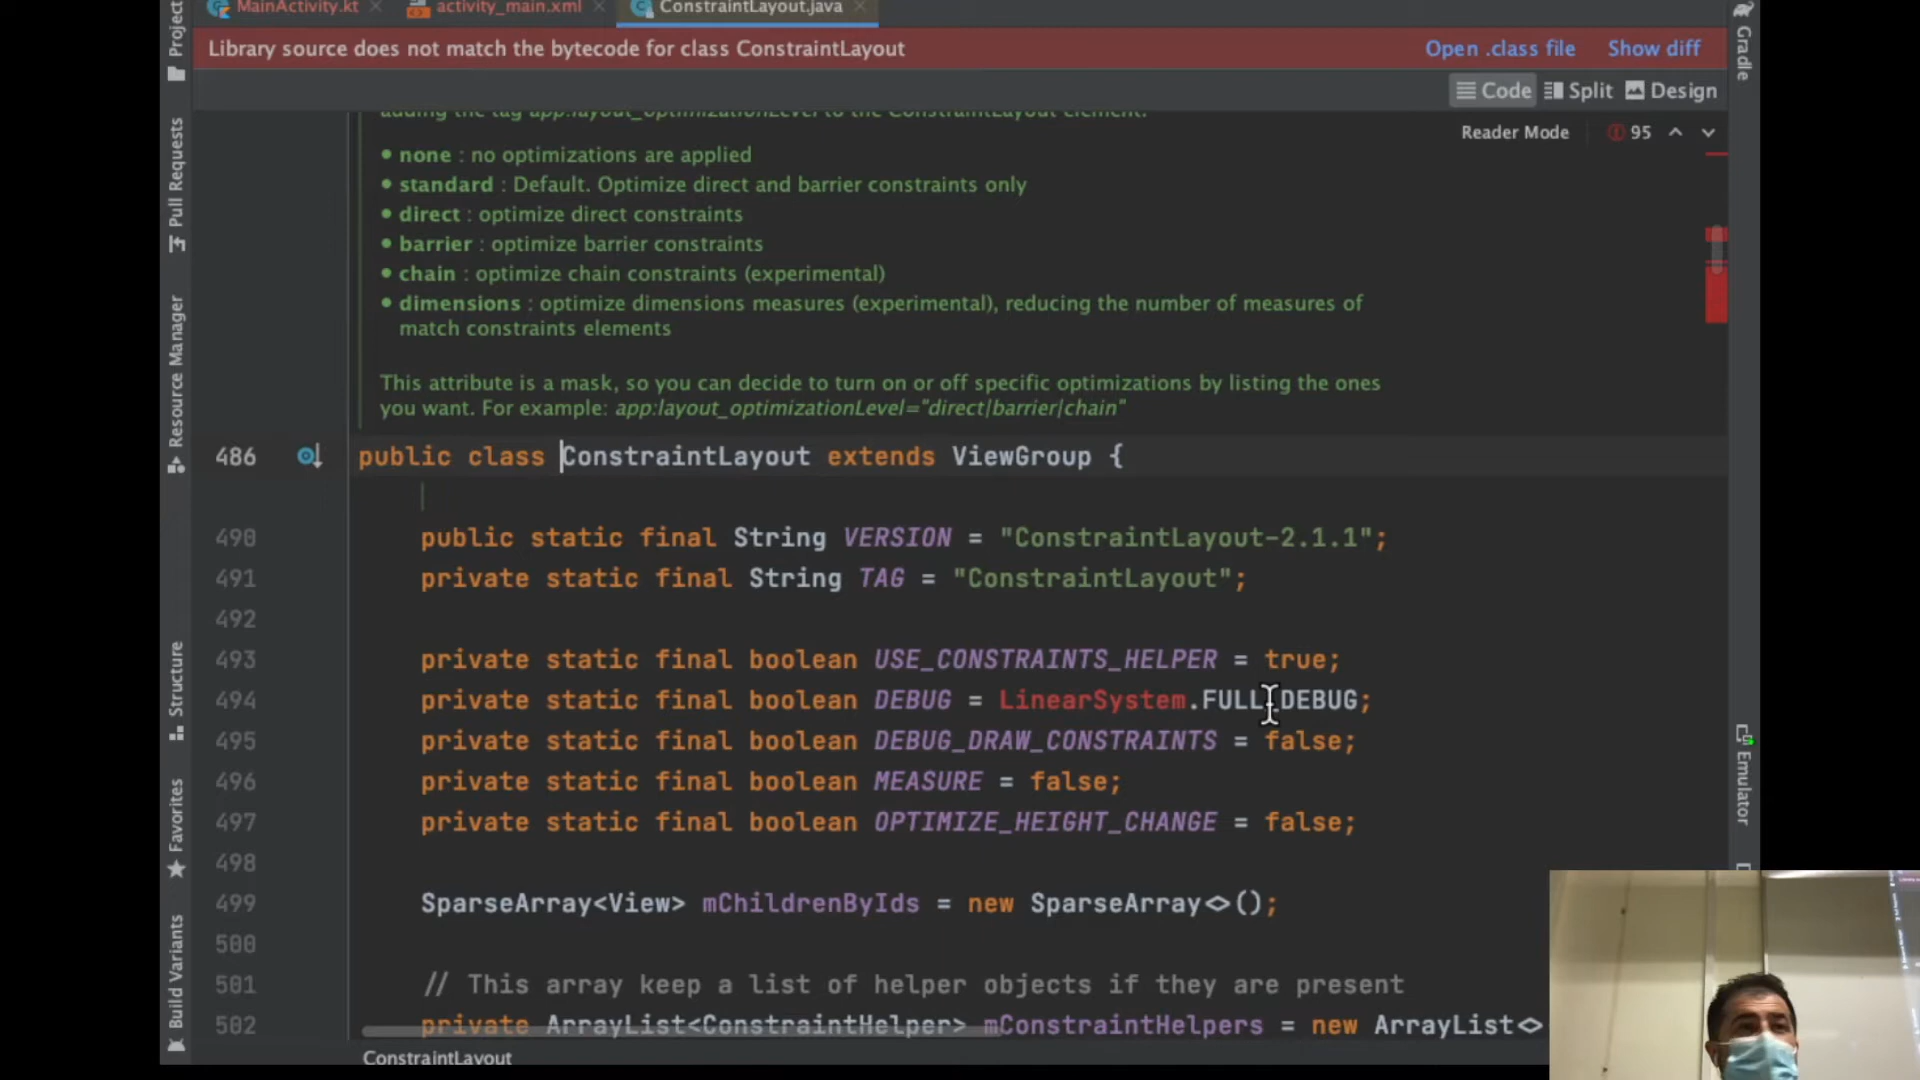 MainActivity.kt
activity_main.xml
ConstraintLayout.java
Library source does not match the bytecode for class ConstraintLayout
Open .class file
Show diff
Code
Split
Design
Reader Mode
95
adding the tag app:layout_optimizationLevel to the ConstraintLayout element.
• none : no optimizations are applied
• standard : Default. Optimize direct and barrier constraints only
• direct : optimize direct constraints
• barrier : optimize barrier constraints
• chain : optimize chain constraints (experimental)
• dimensions : optimize dimensions measures (experimental), reducing the number of measures of
match constraints elements
This attribute is a mask, so you can decide to turn on or off specific optimizations by listing the ones
you want. For example: app:layout_optimizationLevel="direct|barrier|chain"
486 public class ConstraintLayout extends ViewGroup {
490 public static final String VERSION = "ConstraintLayout-2.1.1";
491 private static final String TAG = "ConstraintLayout";
492
493 private static final boolean USE_CONSTRAINTS_HELPER = true;
494 private static final boolean DEBUG = LinearSystem.FULL_DEBUG;
495 private static final boolean DEBUG_DRAW_CONSTRAINTS = false;
496 private static final boolean MEASURE = false;
497 private static final boolean OPTIMIZE_HEIGHT_CHANGE = false;
498
499 SparseArray<View> mChildrenByIds = new SparseArray<>();
500
501 // This array keep a list of helper objects if they are present
502 private ArrayList<ConstraintHelper> mConstraintHelpers = new ArrayList<>
ConstraintLayout
Project
Pull Requests
Resource Manager
Structure
Favorites
Build Variants
Gradle
Emulator